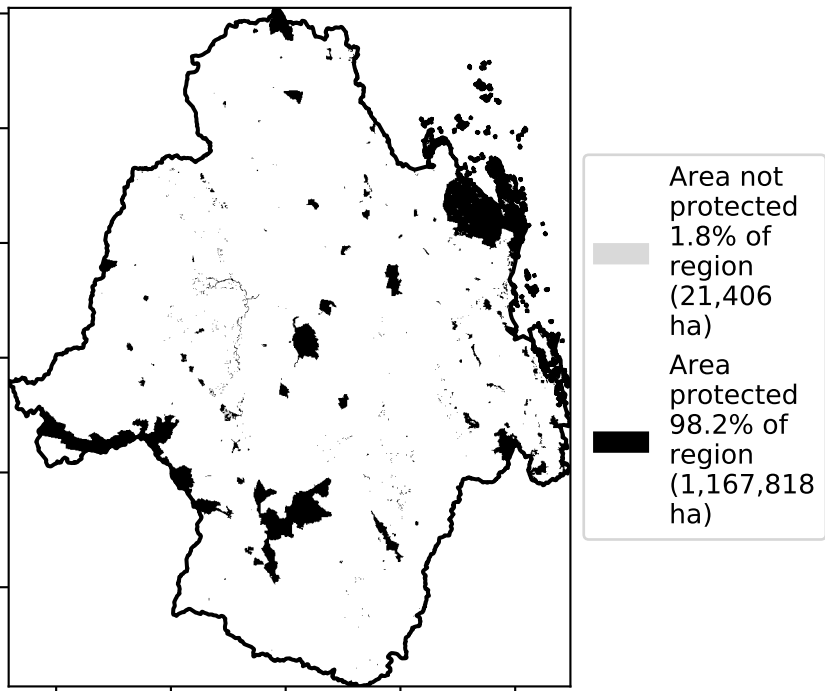 Area not
protected
1.8% of
region
(21,406
ha)
Area
protected
98.2% of
region
(1,167,818
ha)